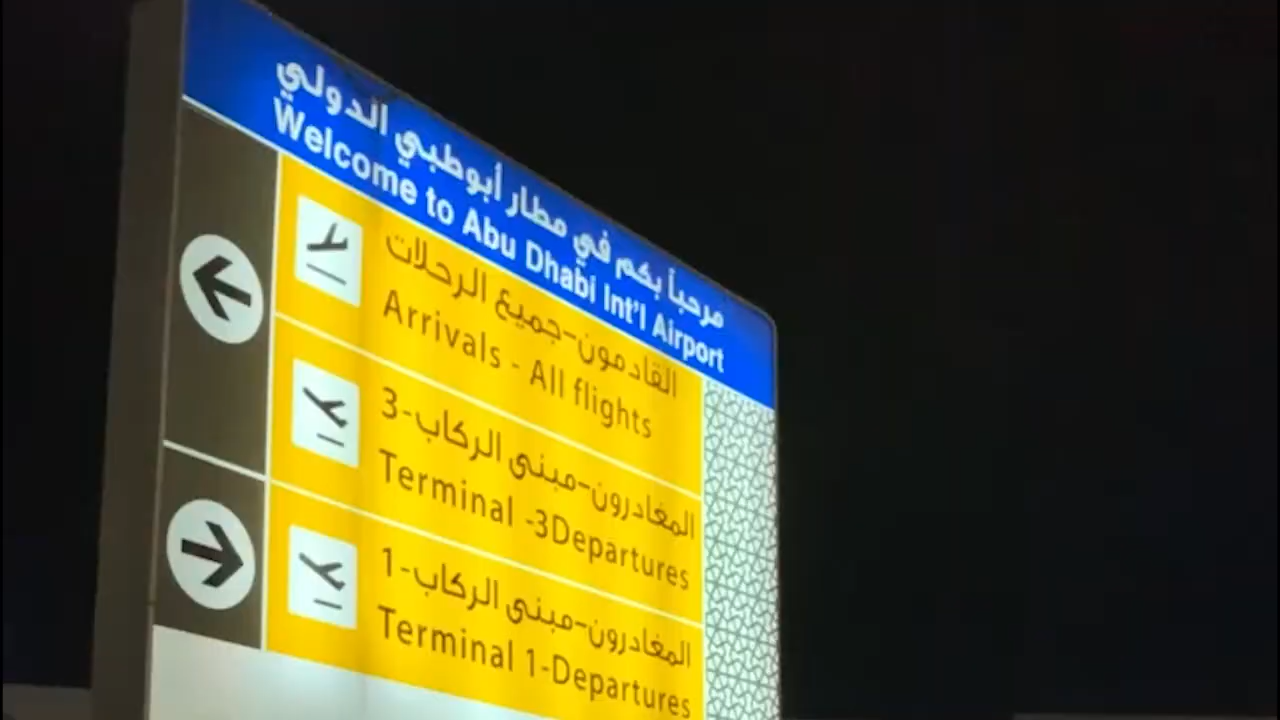 مرحباً بكم في مطار أبوظبي الدولي
Welcome to Abu Dhabi Int'l Airport
القادمون-جميع الرحلات
Arrivals - All flights
المغادرون-مبنى الركاب-3
Terminal -3Departures
المغادرون-مبنى الركاب-1
Terminal 1-Departures